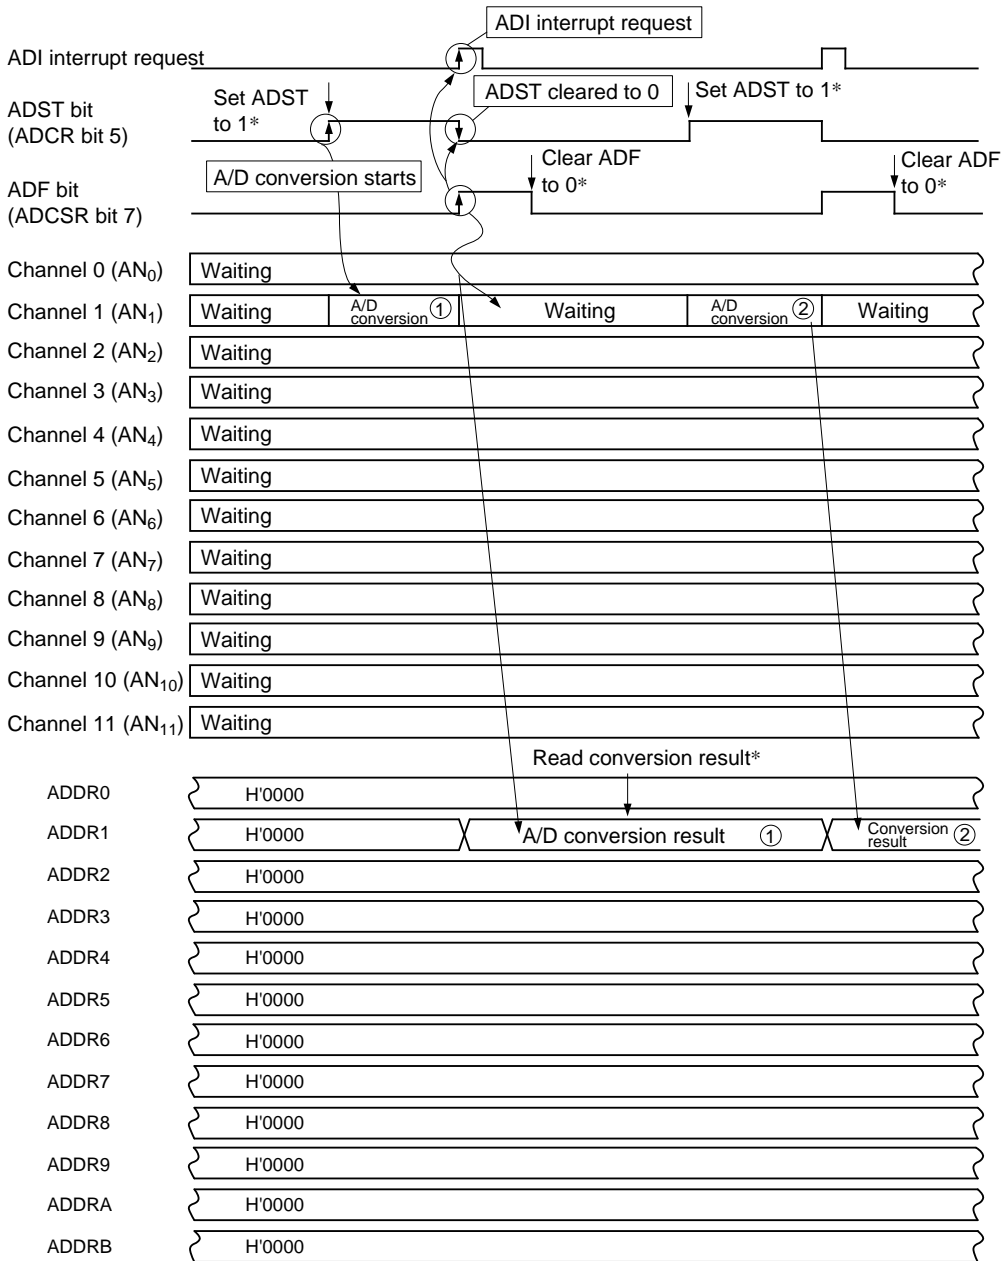 ADI interrupt request
ADI interrupt request
ADST cleared to 0
Set ADST to 1*
Set ADST
to 1*
ADST bit
(ADCR bit 5)
A/D conversion starts
Clear ADF
to 0*
Clear ADF
to 0*
ADF bit
(ADCSR bit 7)
Channel 0 (AN0) Waiting
Channel 1 (AN1) Waiting A/D conversion ① Waiting A/D conversion ② Waiting
Channel 2 (AN2) Waiting
Channel 3 (AN3) Waiting
Channel 4 (AN4) Waiting
Channel 5 (AN5) Waiting
Channel 6 (AN6) Waiting
Channel 7 (AN7) Waiting
Channel 8 (AN8) Waiting
Channel 9 (AN9) Waiting
Channel 10 (AN10) Waiting
Channel 11 (AN11) Waiting
Read conversion result*
ADDR0 H'0000
ADDR1 H'0000 A/D conversion result ① Conversion result ②
ADDR2 H'0000
ADDR3 H'0000
ADDR4 H'0000
ADDR5 H'0000
ADDR6 H'0000
ADDR7 H'0000
ADDR8 H'0000
ADDR9 H'0000
ADDRA H'0000
ADDRB H'0000